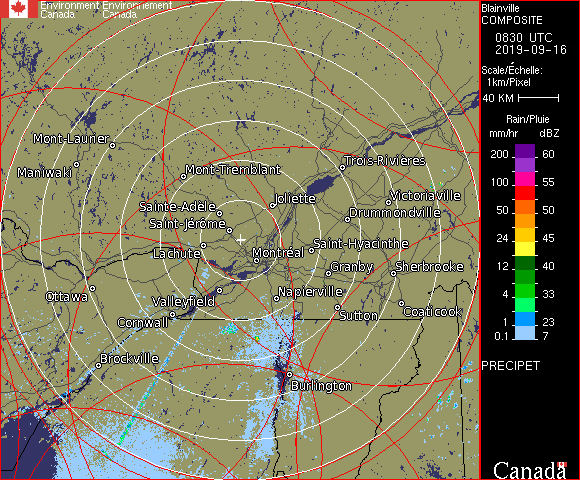 Environment Environnement
Canada Canada
Blainville
COMPOSITE
0830 UTC
2019-09-16
Scale/Échelle:
1km/Pixel
40 KM
Rain/Pluie
mm/hr dBZ
200 60
100 55
50 50
24 45
12 40
4 33
1 23
0.1 7
PRECIPET
Canada
Mont-Laurier
Maniwaki
Mont-Tremblant
Trois-Rivières
Joliette
Victoriaville
Sainte-Adèle
Drummondville
Saint-Jérôme
Lachute
Montréal
Saint-Hyacinthe
Granby
Sherbrooke
Ottawa
Valleyfield
Napierville
Cornwall
Sutton
Coaticook
Brockville
Burlington